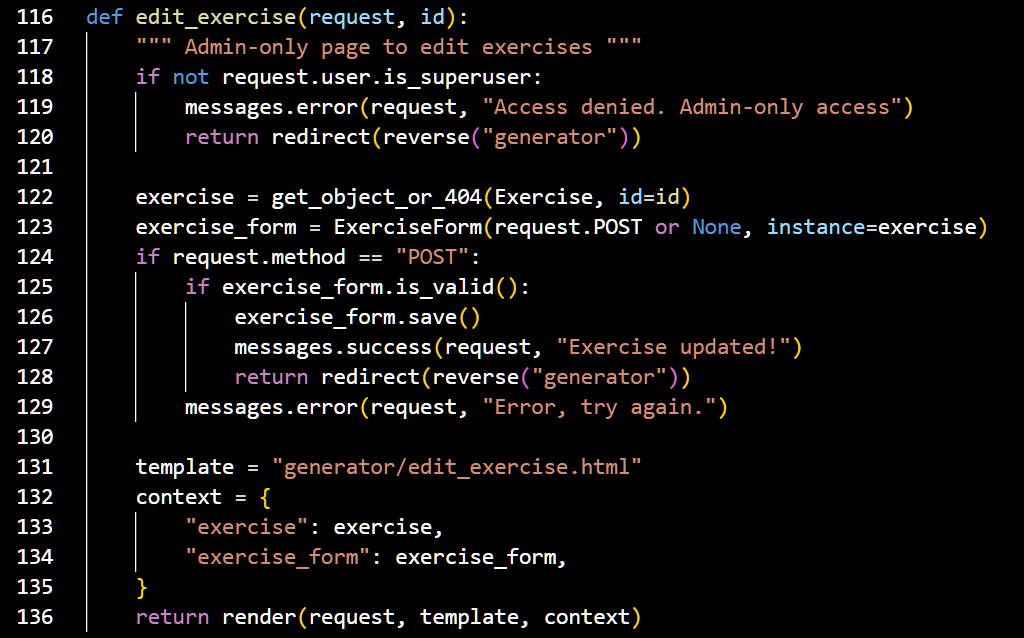 116 def edit_exercise(request, id):
117     """ Admin-only page to edit exercises """
118     if not request.user.is_superuser:
119         messages.error(request, "Access denied. Admin-only access")
120         return redirect(reverse("generator"))
121
122     exercise = get_object_or_404(Exercise, id=id)
123     exercise_form = ExerciseForm(request.POST or None, instance=exercise)
124     if request.method == "POST":
125         if exercise_form.is_valid():
126             exercise_form.save()
127             messages.success(request, "Exercise updated!")
128             return redirect(reverse("generator"))
129         messages.error(request, "Error, try again.")
130
131     template = "generator/edit_exercise.html"
132     context = {
133         "exercise": exercise,
134         "exercise_form": exercise_form,
135     }
136     return render(request, template, context)